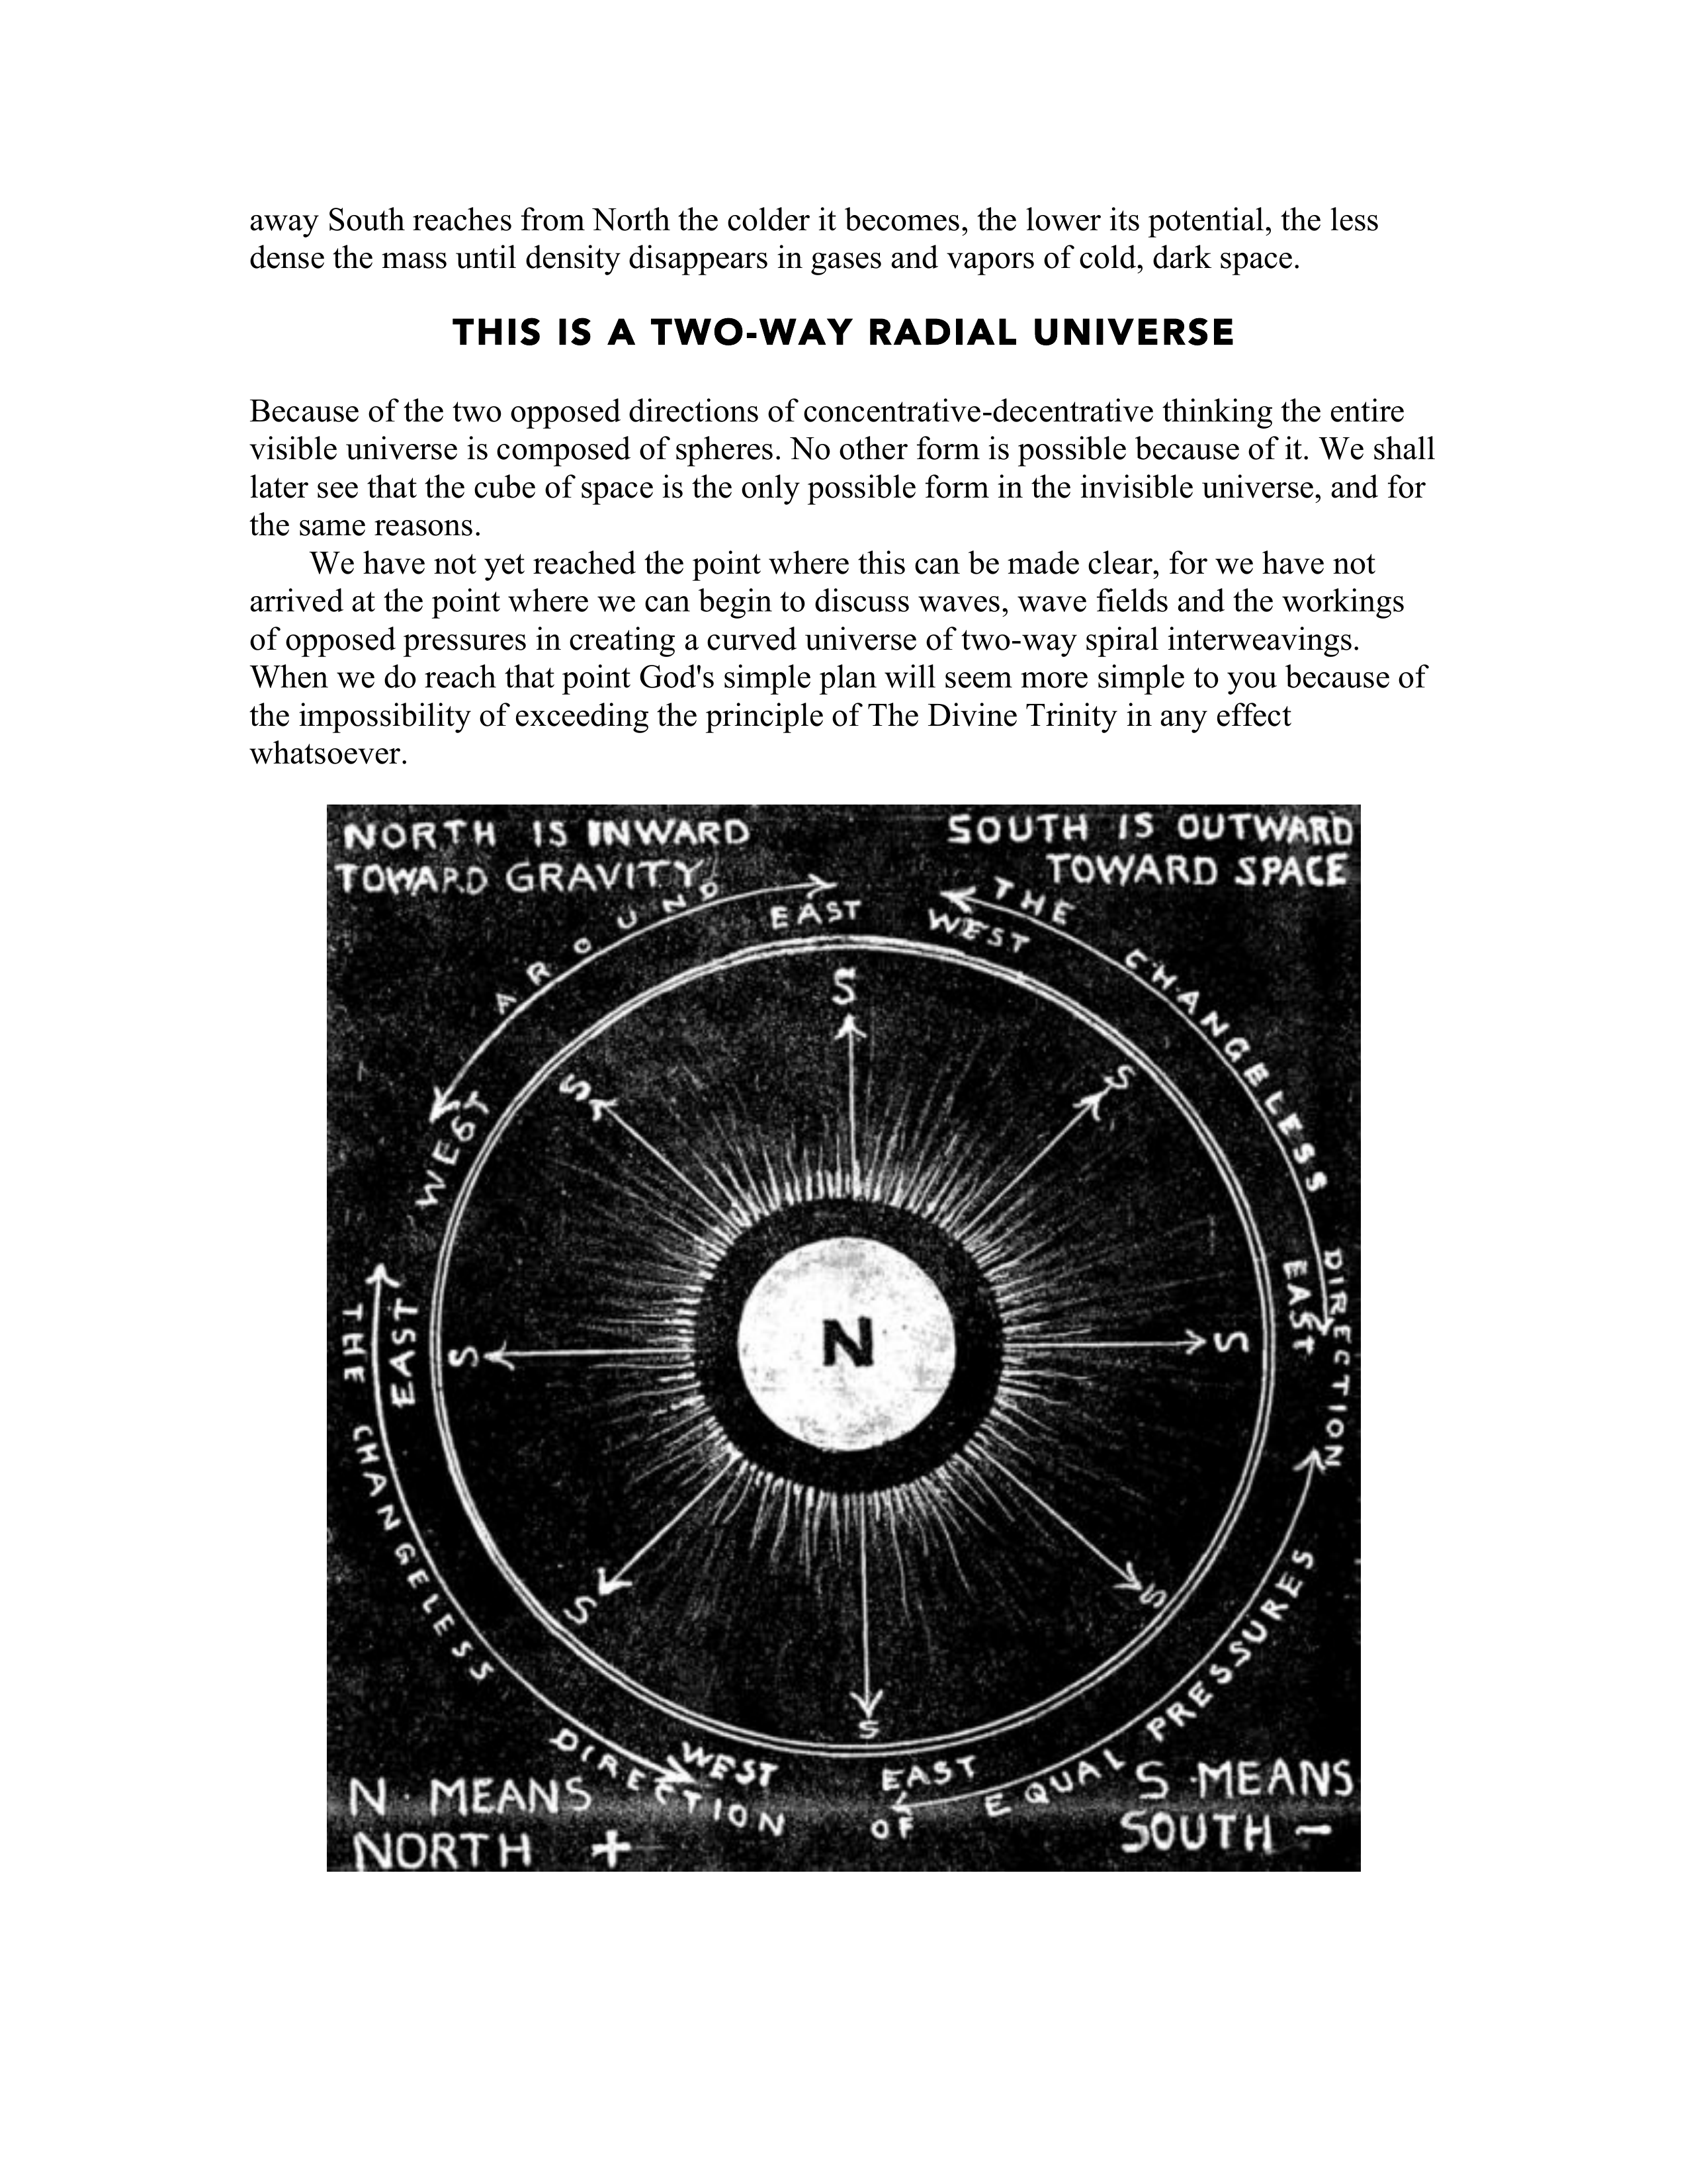 away South reaches from North the colder it becomes, the lower its potential, the less
dense the mass until density disappears in gases and vapors of cold, dark space.
THIS IS A TWO-WAY RADIAL UNIVERSE
Because of the two opposed directions of concentrative-decentrative thinking the entire
visible universe is composed of spheres. No other form is possible because of it. We shall
later see that the cube of space is the only possible form in the invisible universe, and for
the same reasons.
We have not yet reached the point where this can be made clear, for we have not
arrived at the point where we can begin to discuss waves, wave fields and the workings
of opposed pressures in creating a curved universe of two-way spiral interweavings.
When we do reach that point God's simple plan will seem more simple to you because of
the impossibility of exceeding the principle of The Divine Trinity in any effect
whatsoever.
NORTH IS INWARD
TOWARD GRAVITY
SOUTH IS OUTWARD
TOWARD SPACE
AROUND
THE CHANGELESS DIRECTION
EAST
WEST
WEST
EAST
EAST
WEST
EAST
S
S
S
S
N
S
S
S
S
THE CHANGELESS DIRECTION
OF EQUAL PRESSURES
N · MEANS
NORTH +
S · MEANS
SOUTH −